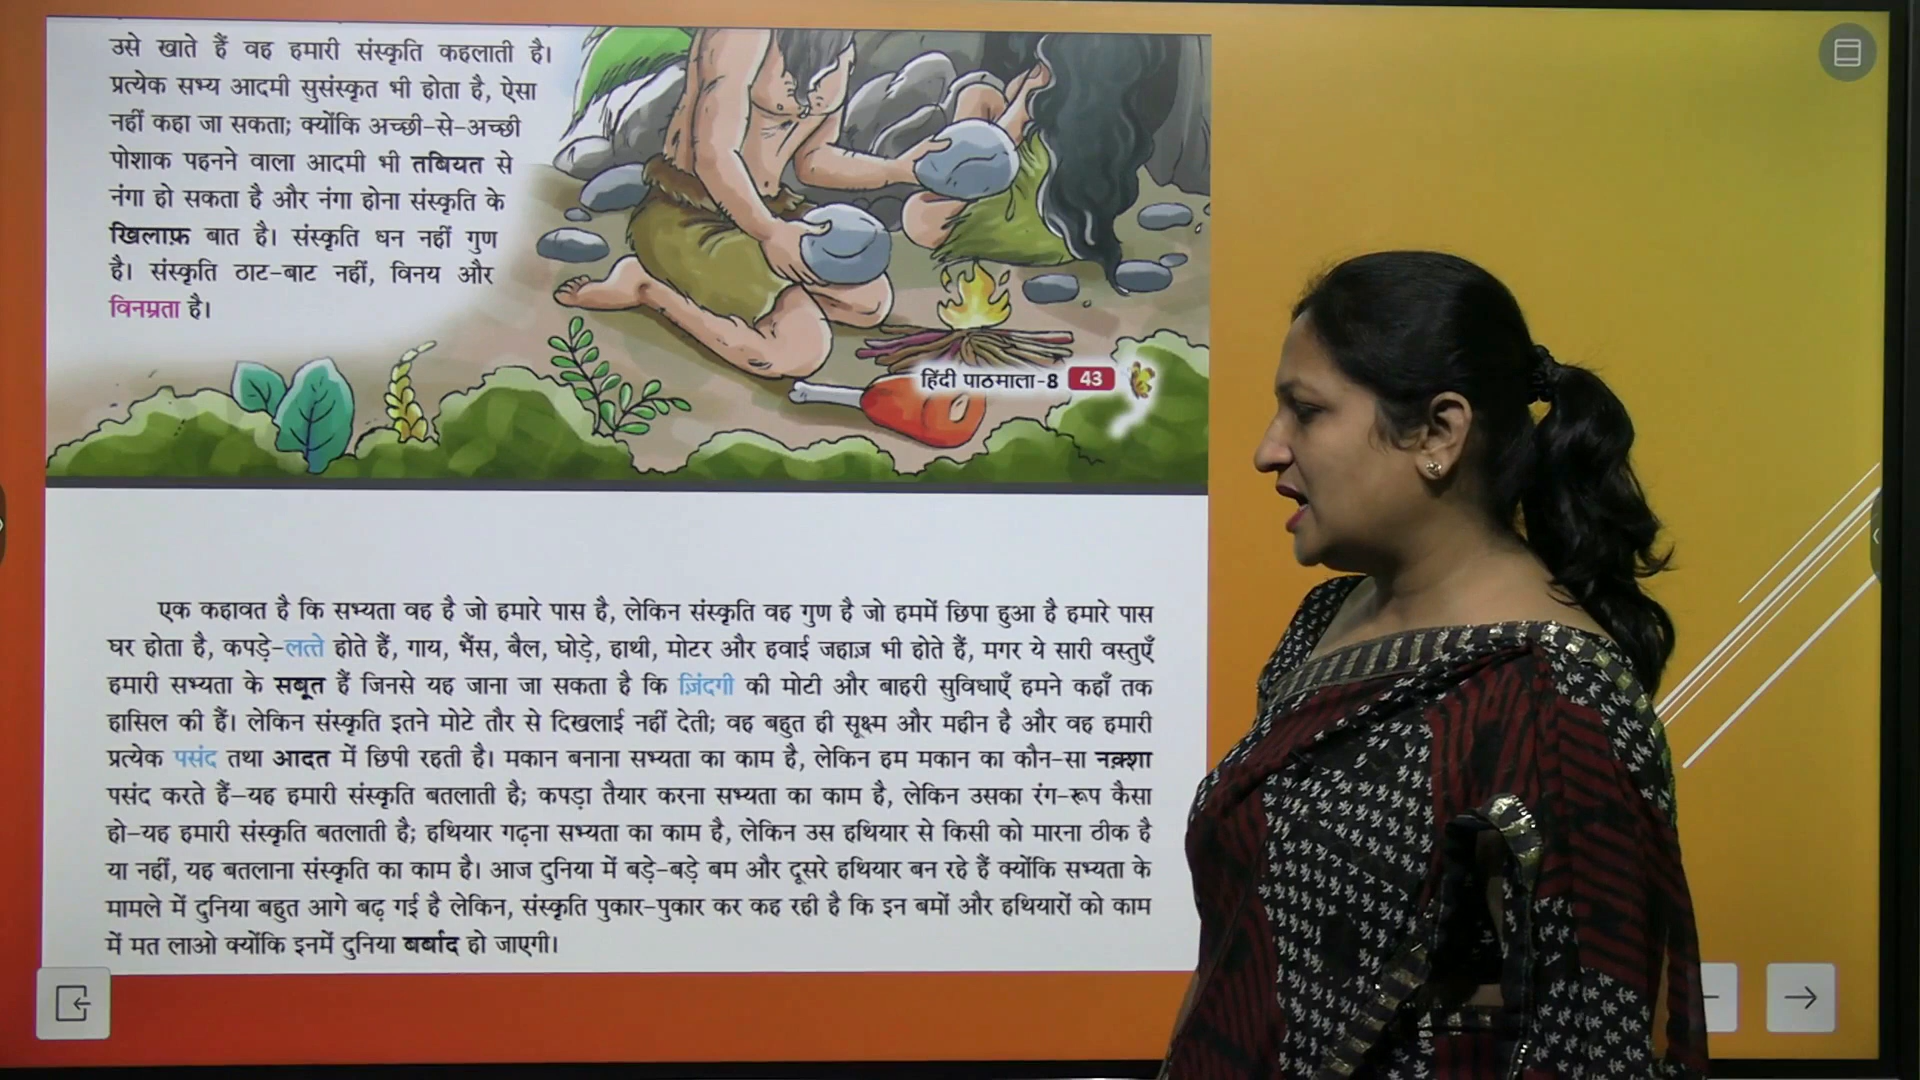 उसे खाते हैं वह हमारी संस्कृति कहलाती है।
प्रत्येक सभ्य आदमी सुसंस्कृत भी होता है, ऐसा
नहीं कहा जा सकता; क्योंकि अच्छी-से-अच्छी
पोशाक पहनने वाला आदमी भी तबियत से
नंगा हो सकता है और नंगा होना संस्कृति के
खिलाफ़ बात है। संस्कृति धन नहीं गुण
है। संस्कृति ठाट-बाट नहीं, विनय और
विनम्रता है।
हिंदी पाठमाला-8 43
एक कहावत है कि सभ्यता वह है जो हमारे पास है, लेकिन संस्कृति वह गुण है जो हममें छिपा हुआ है हमारे पास
घर होता है, कपड़े-लत्ते होते हैं, गाय, भैंस, बैल, घोड़े, हाथी, मोटर और हवाई जहाज़ भी होते हैं, मगर ये सारी वस्तुएँ
हमारी सभ्यता के सबूत हैं जिनसे यह जाना जा सकता है कि ज़िंदगी की मोटी और बाहरी सुविधाएँ हमने कहाँ तक
हासिल की हैं। लेकिन संस्कृति इतने मोटे तौर से दिखलाई नहीं देती; वह बहुत ही सूक्ष्म और महीन है और वह हमारी
प्रत्येक पसंद तथा आदत में छिपी रहती है। मकान बनाना सभ्यता का काम है, लेकिन हम मकान का कौन-सा नक़्शा
पसंद करते हैं-यह हमारी संस्कृति बतलाती है; कपड़ा तैयार करना सभ्यता का काम है, लेकिन उसका रंग-रूप कैसा
हो-यह हमारी संस्कृति बतलाती है; हथियार गढ़ना सभ्यता का काम है, लेकिन उस हथियार से किसी को मारना ठीक है
या नहीं, यह बतलाना संस्कृति का काम है। आज दुनिया में बड़े-बड़े बम और दूसरे हथियार बन रहे हैं क्योंकि सभ्यता के
मामले में दुनिया बहुत आगे बढ़ गई है लेकिन, संस्कृति पुकार-पुकार कर कह रही है कि इन बमों और हथियारों को काम
में मत लाओ क्योंकि इनमें दुनिया बर्बाद हो जाएगी।